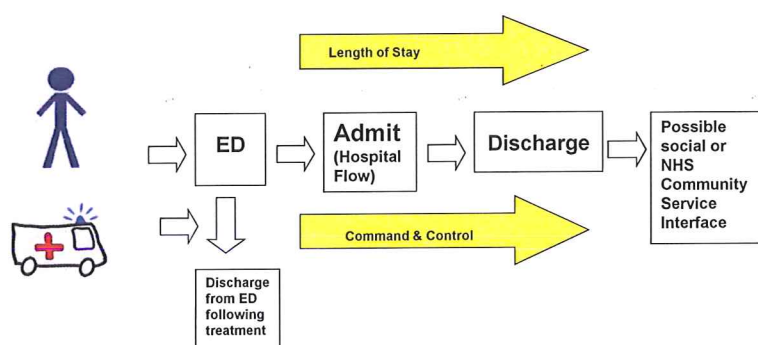 Length of Stay
ED
Admit
(Hospital
Flow)
Discharge
Possible
social or
NHS
Community
Service
Interface
Command & Control
Discharge
from ED
following
treatment